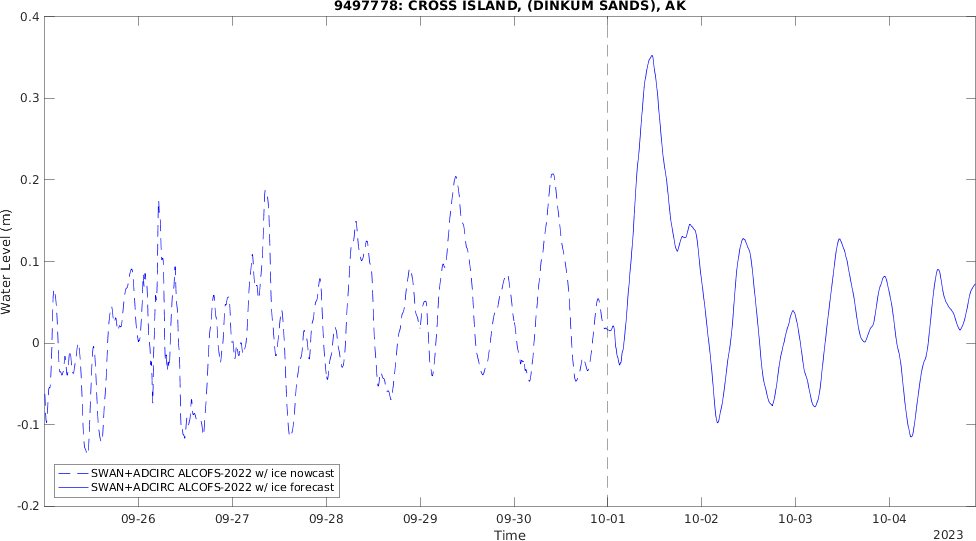 9497778: CROSS ISLAND, (DINKUM SANDS), AK
0.4
0.3
0.2
0.1
0
-0.1
-0.2
Water Level (m)
SWAN+ADCIRC ALCOFS-2022 w/ ice nowcast
SWAN+ADCIRC ALCOFS-2022 w/ ice forecast
09-26 09-27 09-28 09-29 09-30 10-01 10-02 10-03 10-04
Time
2023